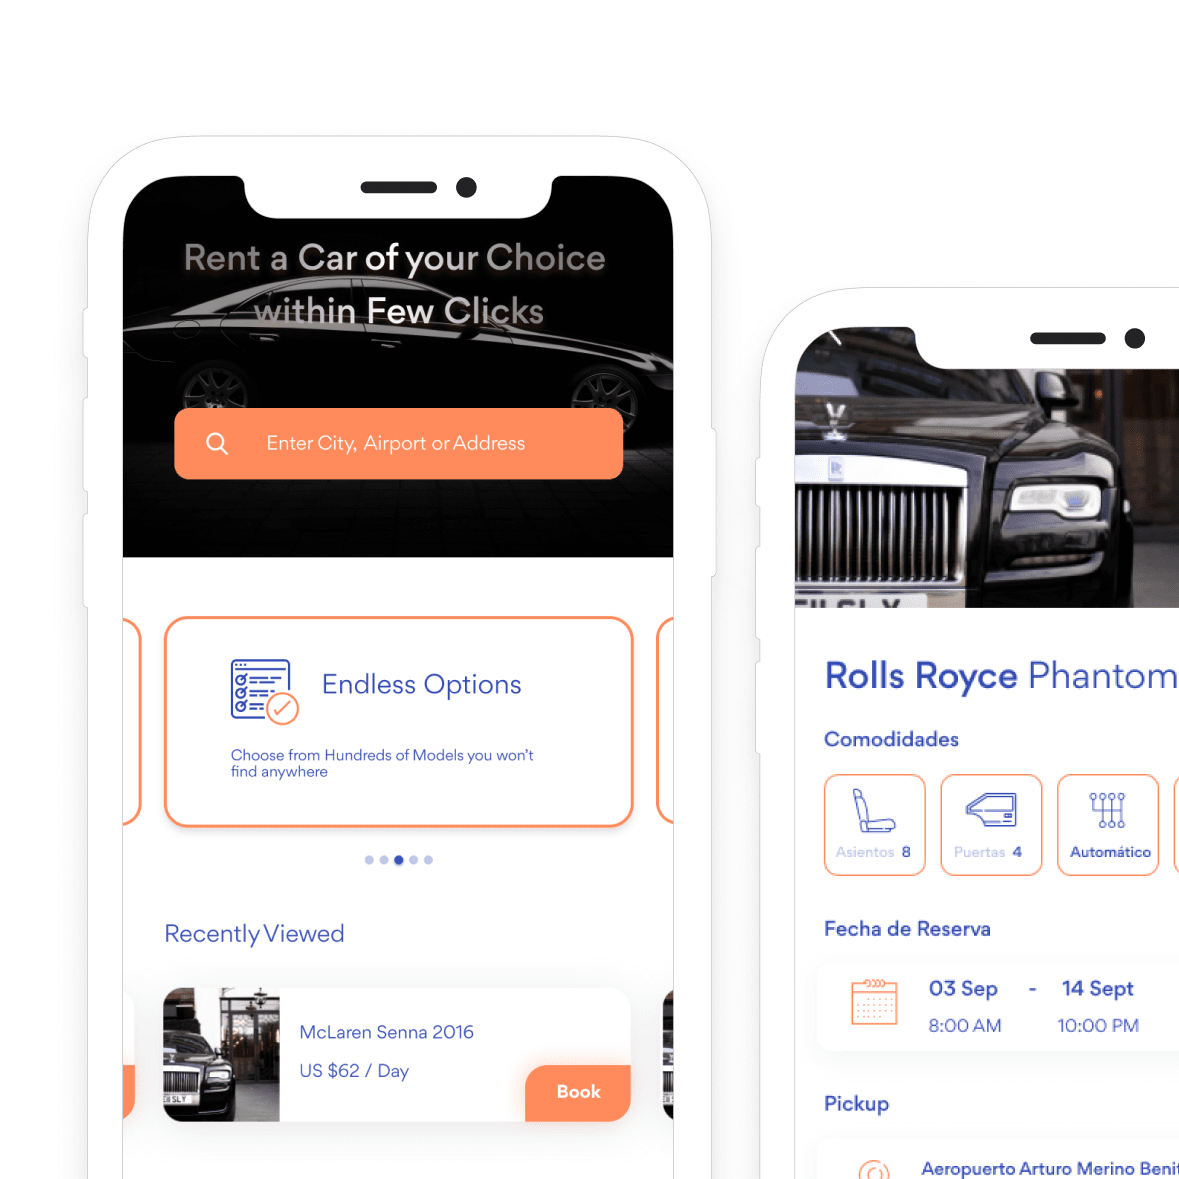 Rent a Car of your Choice
within Few Clicks
Enter City, Airport or Address
Endless Options
Choose from Hundreds of Models you won't
find anywhere
Recently Viewed
McLaren Senna 2016
US $62 / Day
Book
Rolls Royce Phantom
Comodidades
Asientos 8
Puertas 4
Automático
Fecha de Reserva
03 Sep - 14 Sept
8:00 AM 10:00 PM
Pickup
Aeropuerto Arturo Merino Benit